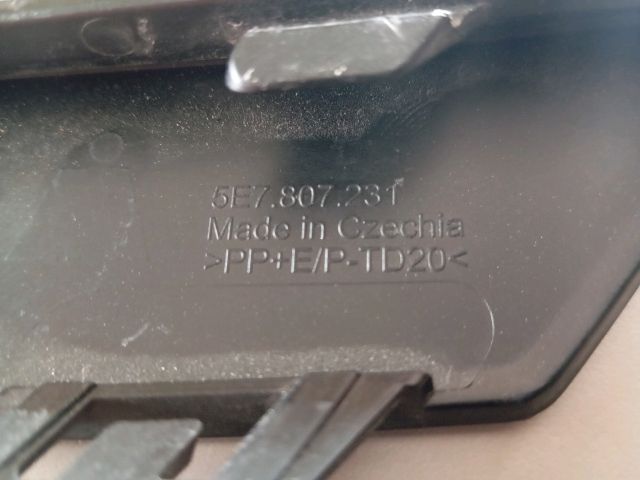 5E7.807.231
Made in Czechia
>PP+E/P-TD20<